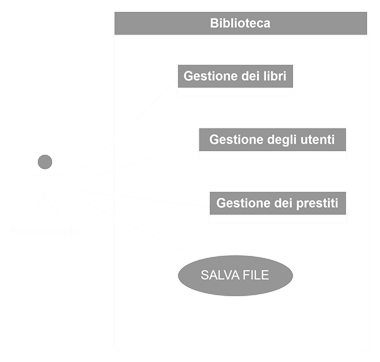 Biblioteca
Gestione dei libri
Gestione degli utenti
Gestione dei prestiti
SALVA FILE